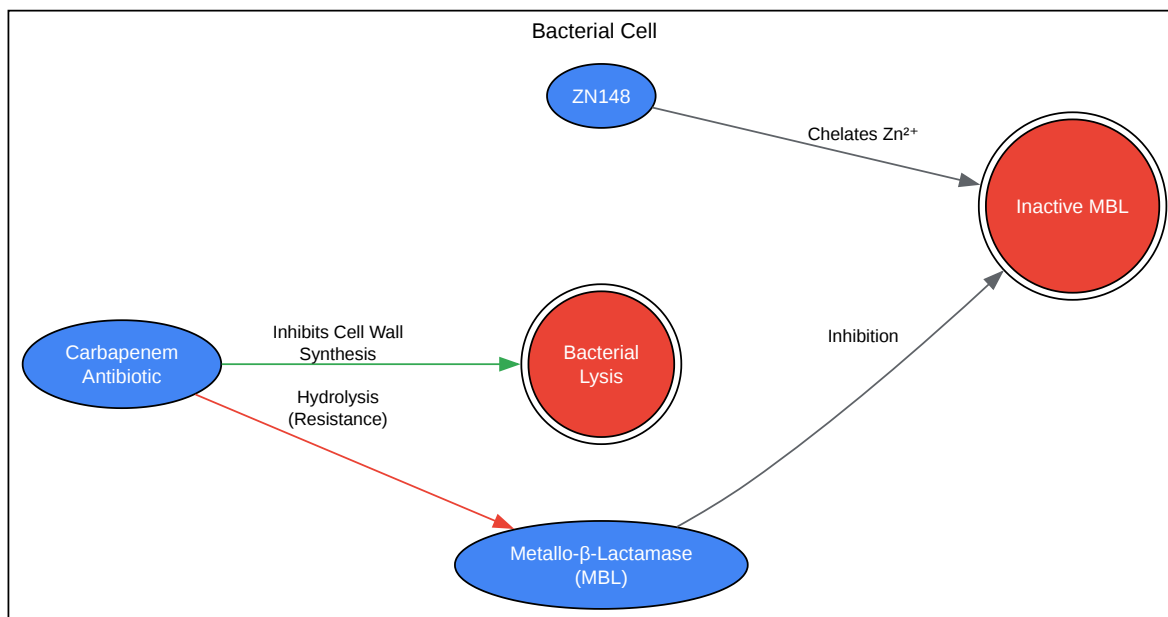 Bacterial Cell
ZN148
Chelates Zn²⁺
Inactive MBL
Inhibits Cell Wall
Synthesis
Bacterial
Lysis
Inhibition
Carbapenem
Antibiotic
Hydrolysis
(Resistance)
Metallo-β-Lactamase
(MBL)